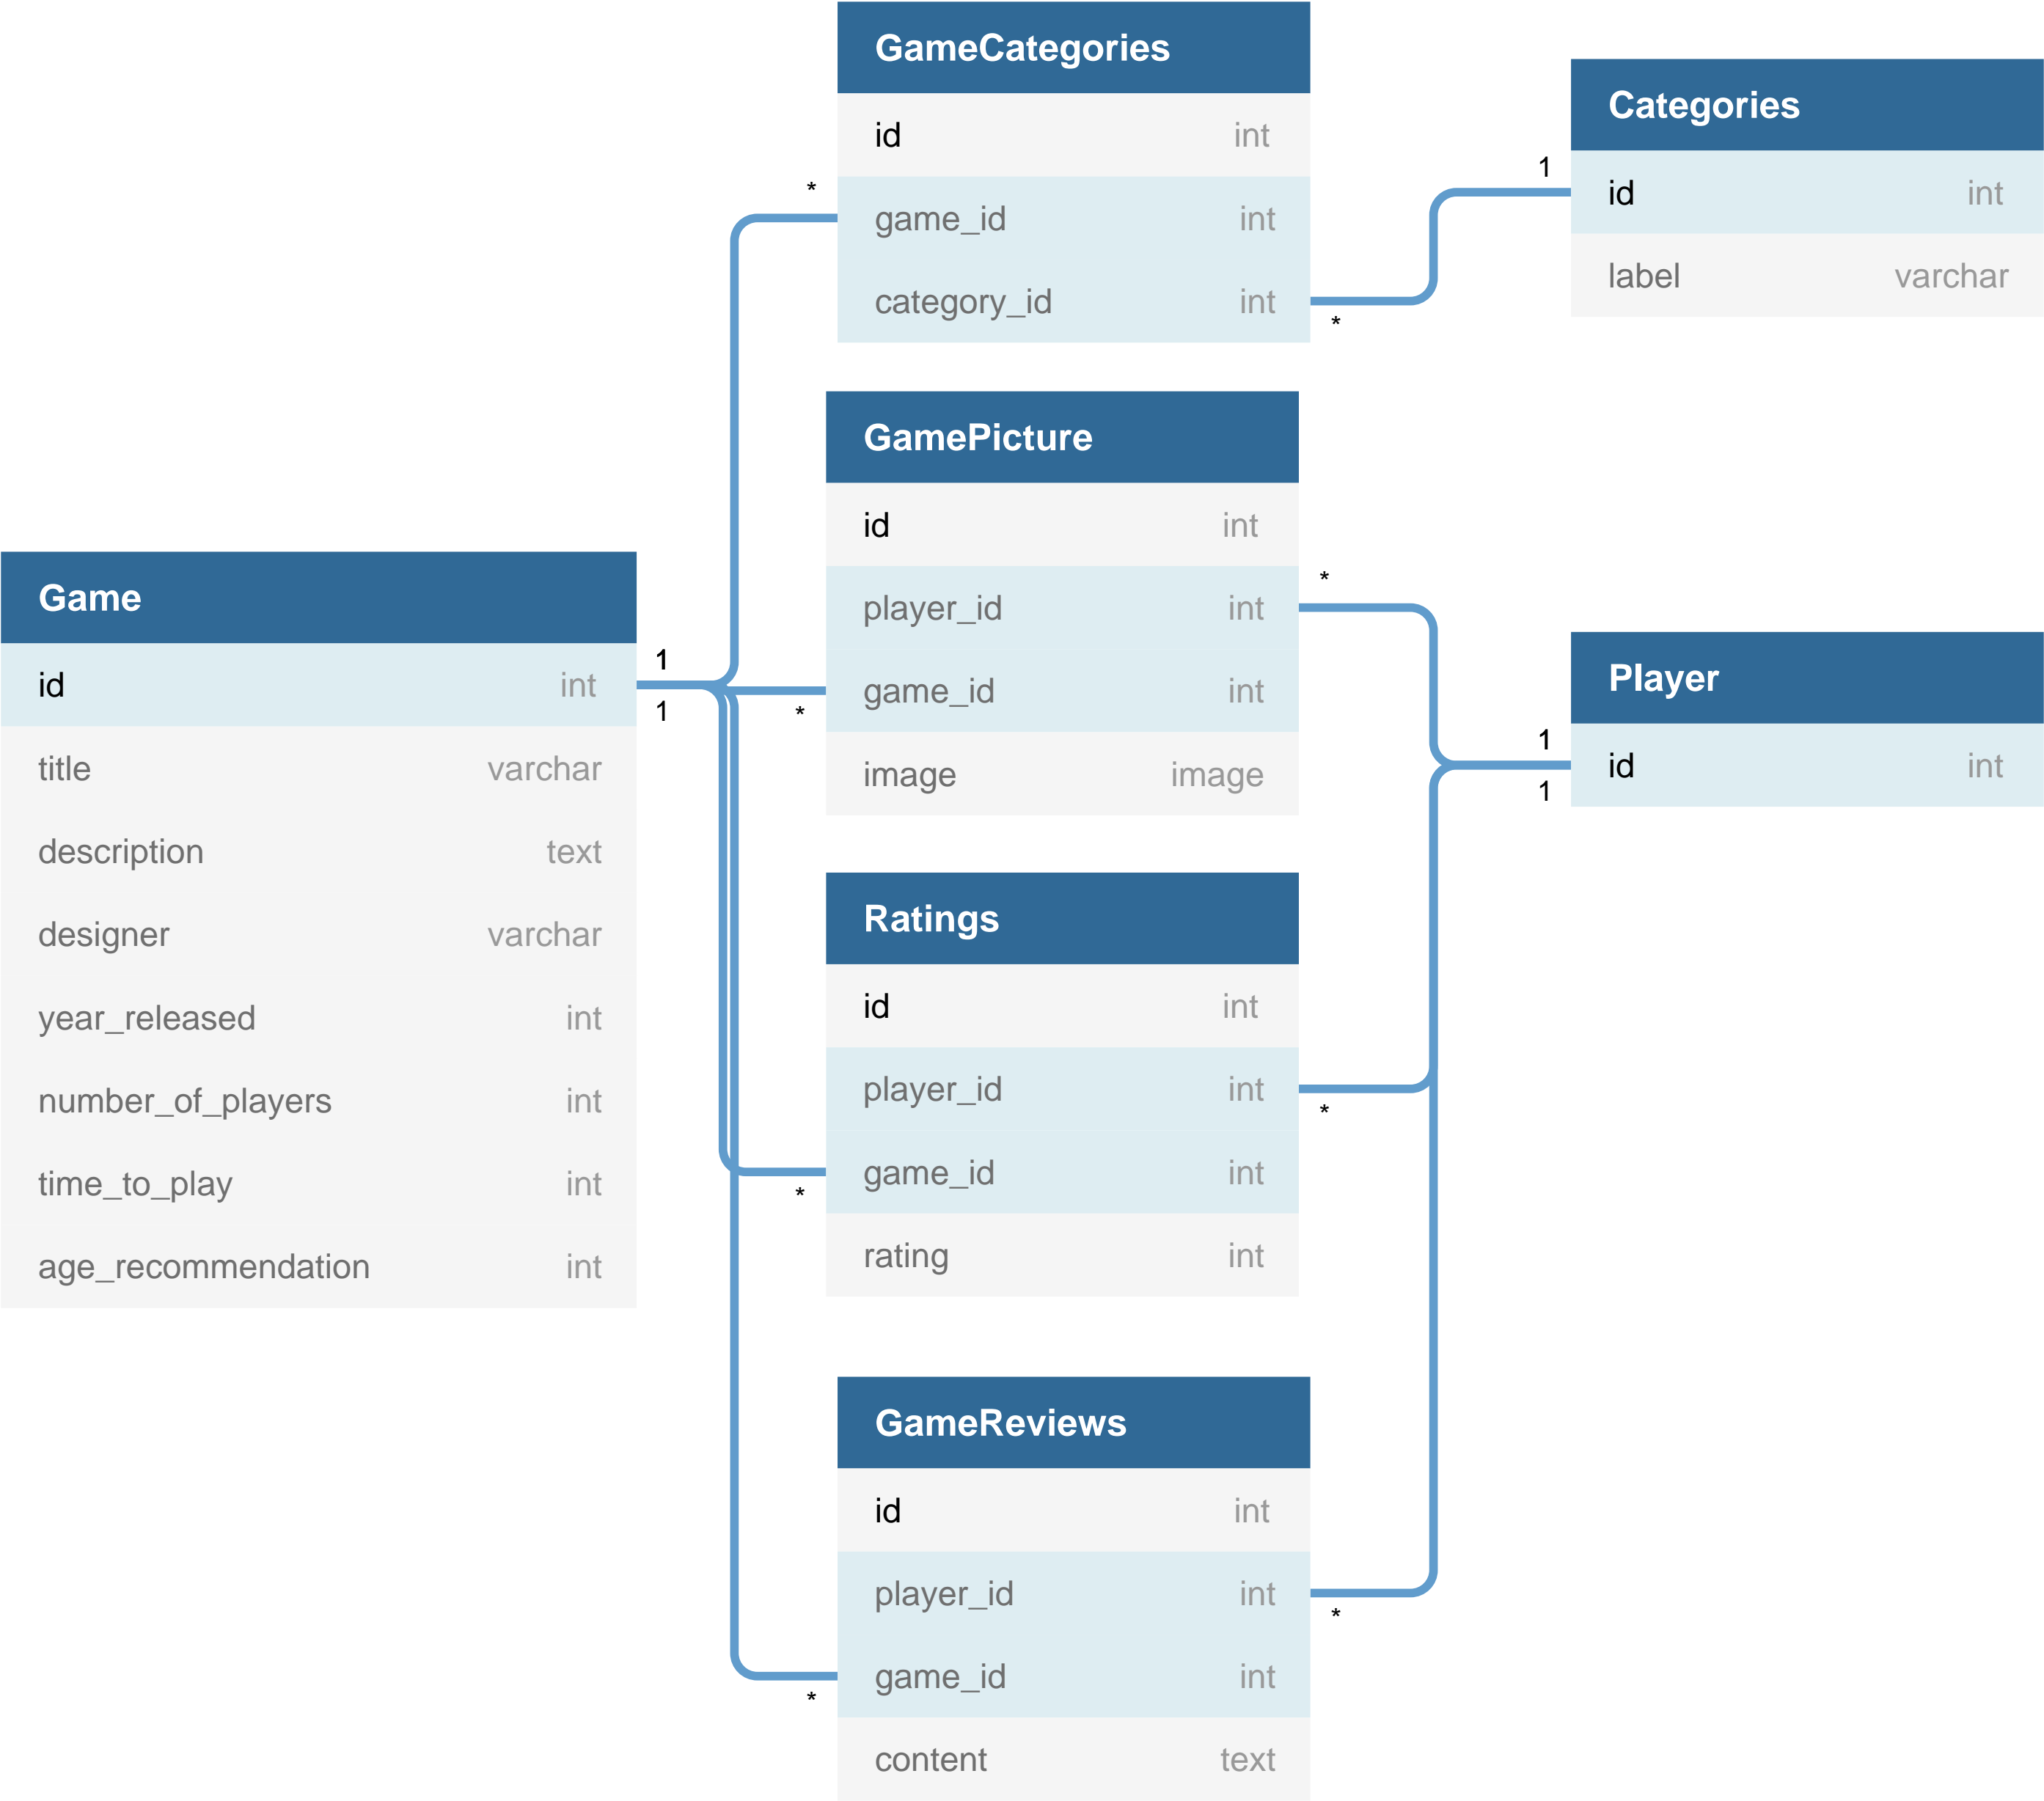 GameCategories
id int
game_id int
category_id int
*
*
Categories
id int
label varchar
1
GamePicture
id int
player_id int
game_id int
image image
*
*
Game
id int
title varchar
description text
designer varchar
year_released int
number_of_players int
time_to_play int
age_recommendation int
1
1
Player
id int
1
1
Ratings
id int
player_id int
game_id int
rating int
*
*
GameReviews
id int
player_id int
game_id int
content text
*
*